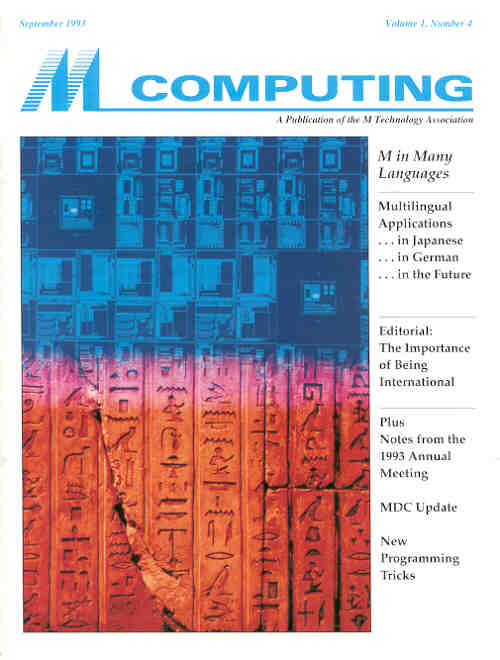 September 1993
Volume 1, Number 4
M COMPUTING
A Publication of the M Technology Association
M in Many
Languages
Multilingual
Applications
. . . in Japanese
. . . in German
. . . in the Future
Editorial:
The Importance
of Being
International
Plus
Notes from the
1993 Annual
Meeting
MDC Update
New
Programming
Tricks